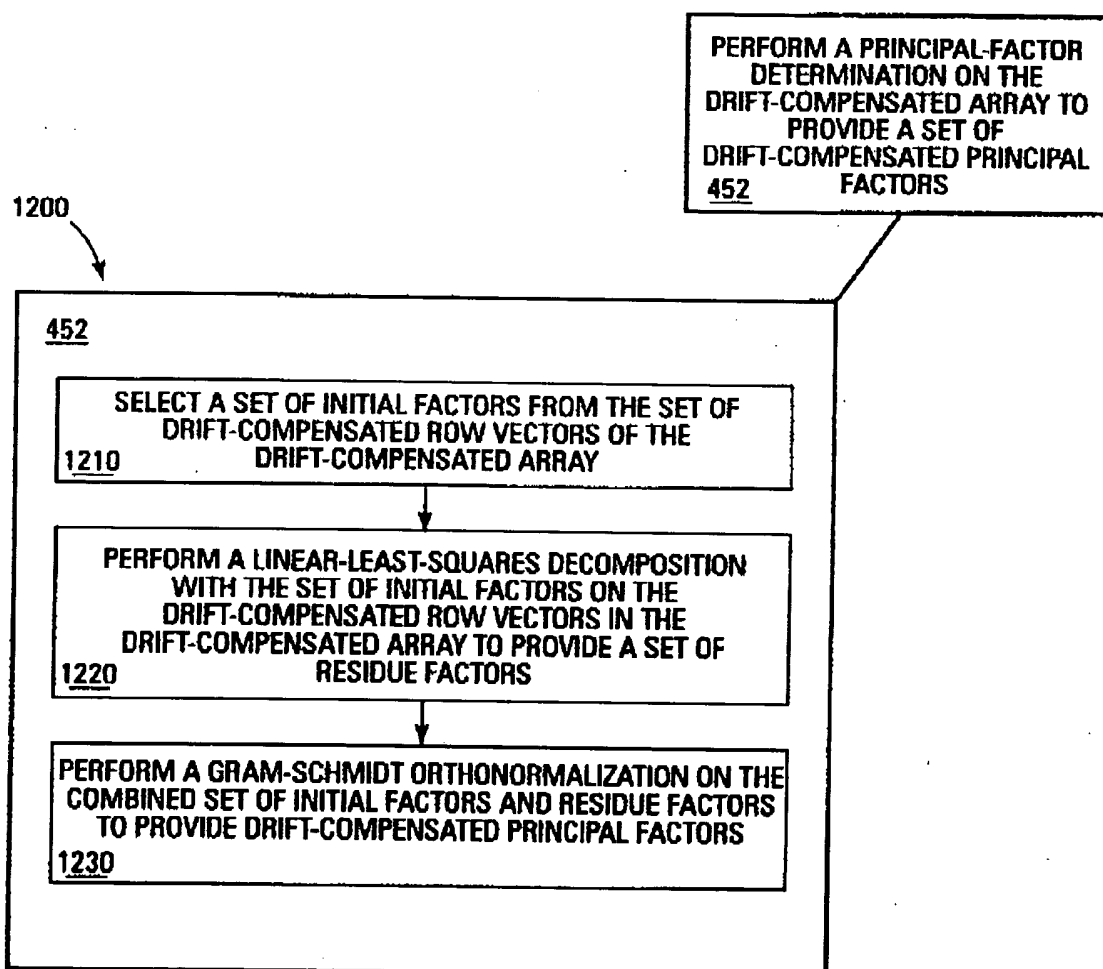 PERFORM A PRINCIPAL-FACTOR
DETERMINATION ON THE
DRIFT-COMPENSATED ARRAY TO
PROVIDE A SET OF
DRIFT-COMPENSATED PRINCIPAL
452 FACTORS
1200
452
SELECT A SET OF INITIAL FACTORS FROM THE SET OF
DRIFT-COMPENSATED ROW VECTORS OF THE
1210 DRIFT-COMPENSATED ARRAY
PERFORM A LINEAR-LEAST-SQUARES DECOMPOSITION
WITH THE SET OF INITIAL FACTORS ON THE
DRIFT-COMPENSATED ROW VECTORS IN THE
DRIFT-COMPENSATED ARRAY TO PROVIDE A SET OF
1220 RESIDUE FACTORS
PERFORM A GRAM-SCHMIDT ORTHONORMALIZATION ON THE
COMBINED SET OF INITIAL FACTORS AND RESIDUE FACTORS
TO PROVIDE DRIFT-COMPENSATED PRINCIPAL FACTORS
1230